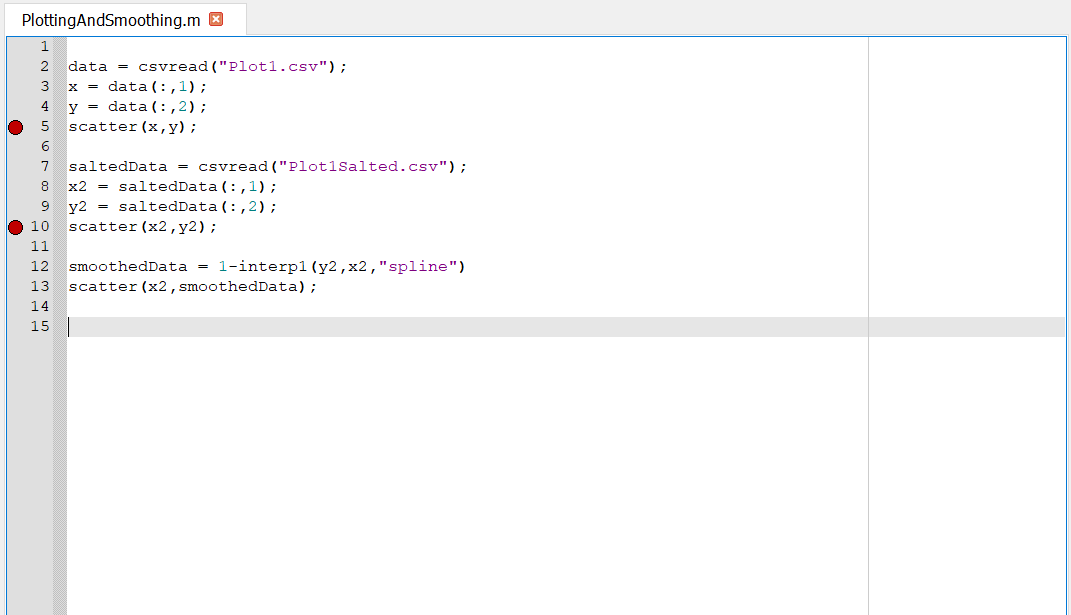 PlottingAndSmoothing.m
1
2 data = csvread("Plot1.csv");
3 x = data(:,1);
4 y = data(:,2);
5 scatter(x,y);
6
7 saltedData = csvread("Plot1Salted.csv");
8 x2 = saltedData(:,1);
9 y2 = saltedData(:,2);
10 scatter(x2,y2);
11
12 smoothedData = 1-interp1(y2,x2,"spline")
13 scatter(x2,smoothedData);
14
15